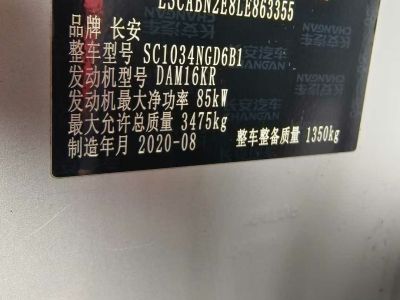 LSCABN2E8LE863355
品牌 长安
整车型号 SC1034NGD6B1
发动机型号 DAM16KR
发动机最大净功率 85kW
最大允许总质量 3475kg
制造年月 2020-08 整车整备质量 1350kg